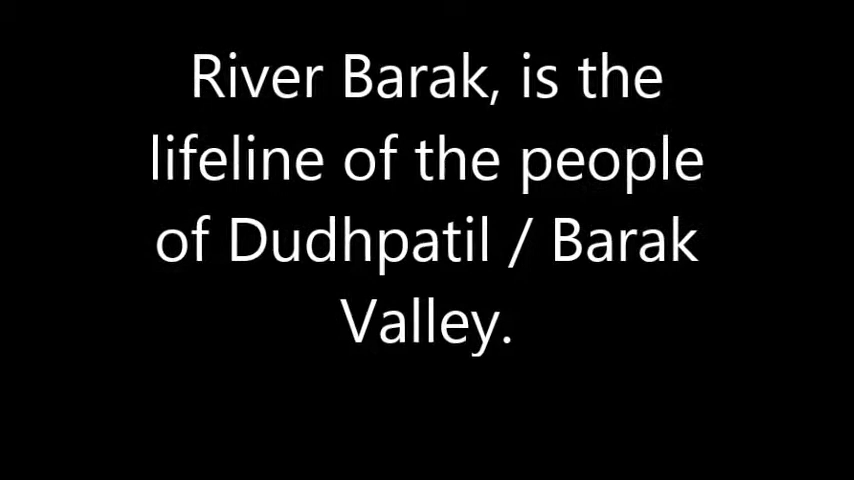 River Barak, is the
lifeline of the people
of Dudhpatil / Barak
Valley.